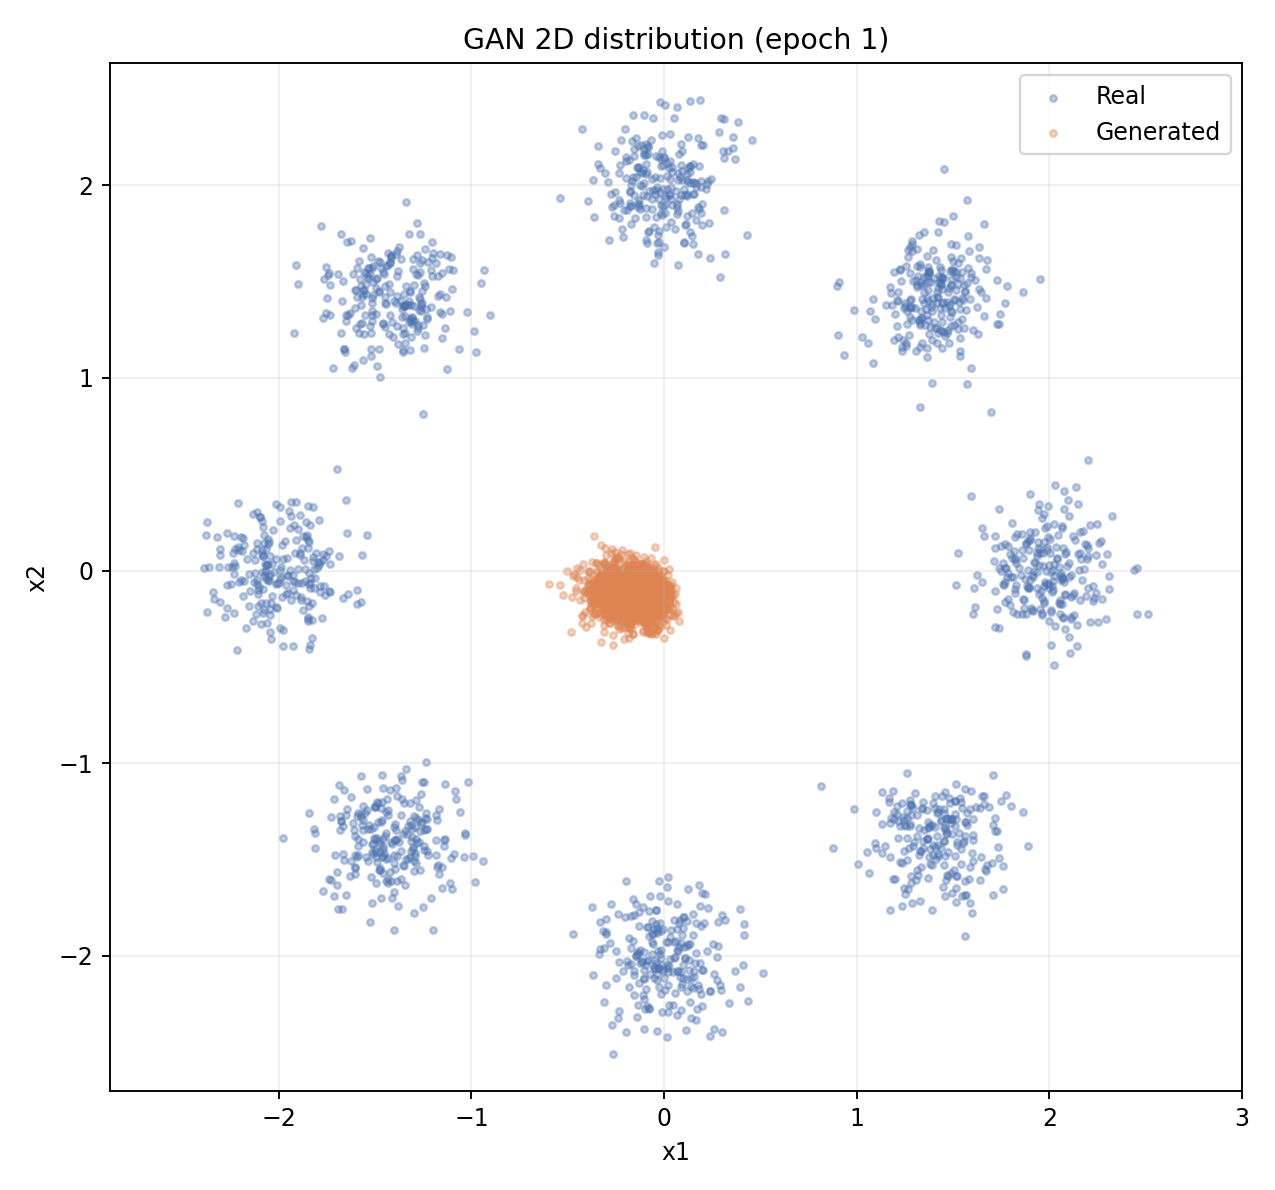 GAN 2D distribution (epoch 1)
Real
Generated
2
1
0
−1
−2
x2
−2
−1
0
1
2
3
x1